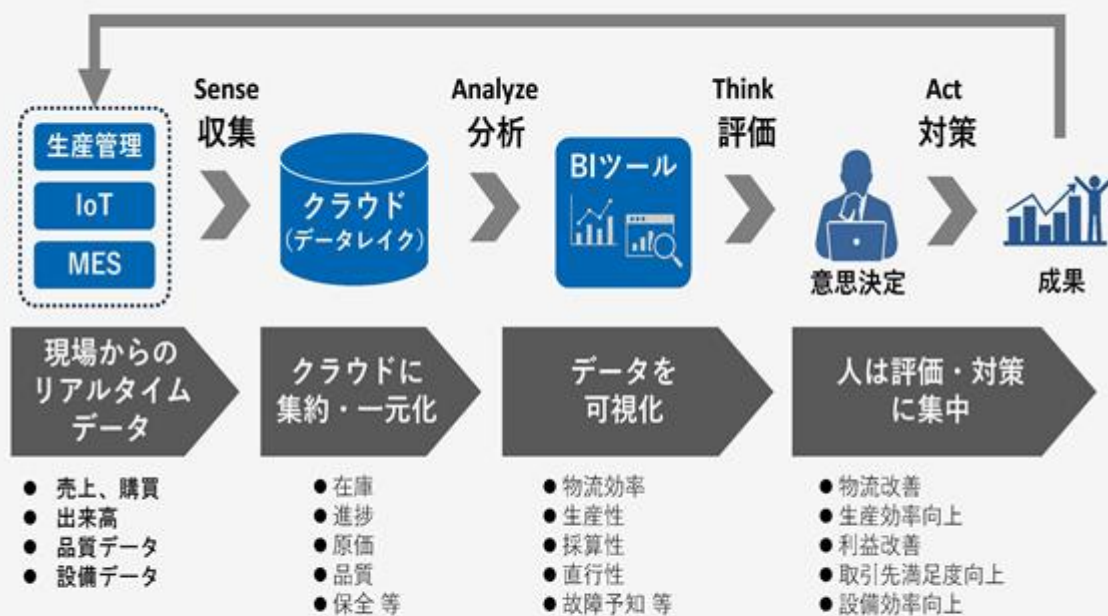 Sense
収集
Analyze
分析
Think
評価
Act
対策
生産管理
IoT
MES
クラウド
(データレイク)
BIツール
意思決定
成果
現場からの
リアルタイム
データ
クラウドに
集約・一元化
データを
可視化
人は評価・対策
に集中
● 売上、購買
● 出来高
● 品質データ
● 設備データ
● 在庫
● 進捗
● 原価
● 品質
● 保全 等
● 物流効率
● 生産性
● 採算性
● 直行性
● 故障予知 等
● 物流改善
● 生産効率向上
● 利益改善
● 取引先満足度向上
● 設備効率向上